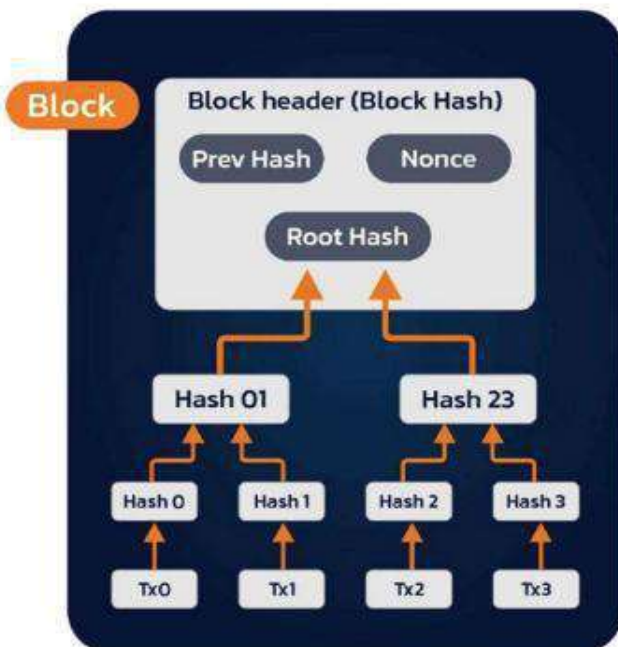 Block
Block header (Block Hash)
Prev Hash
Nonce
Root Hash
Hash 01
Hash 23
Hash 0
Hash 1
Hash 2
Hash 3
Tx0
Tx1
Tx2
Tx3